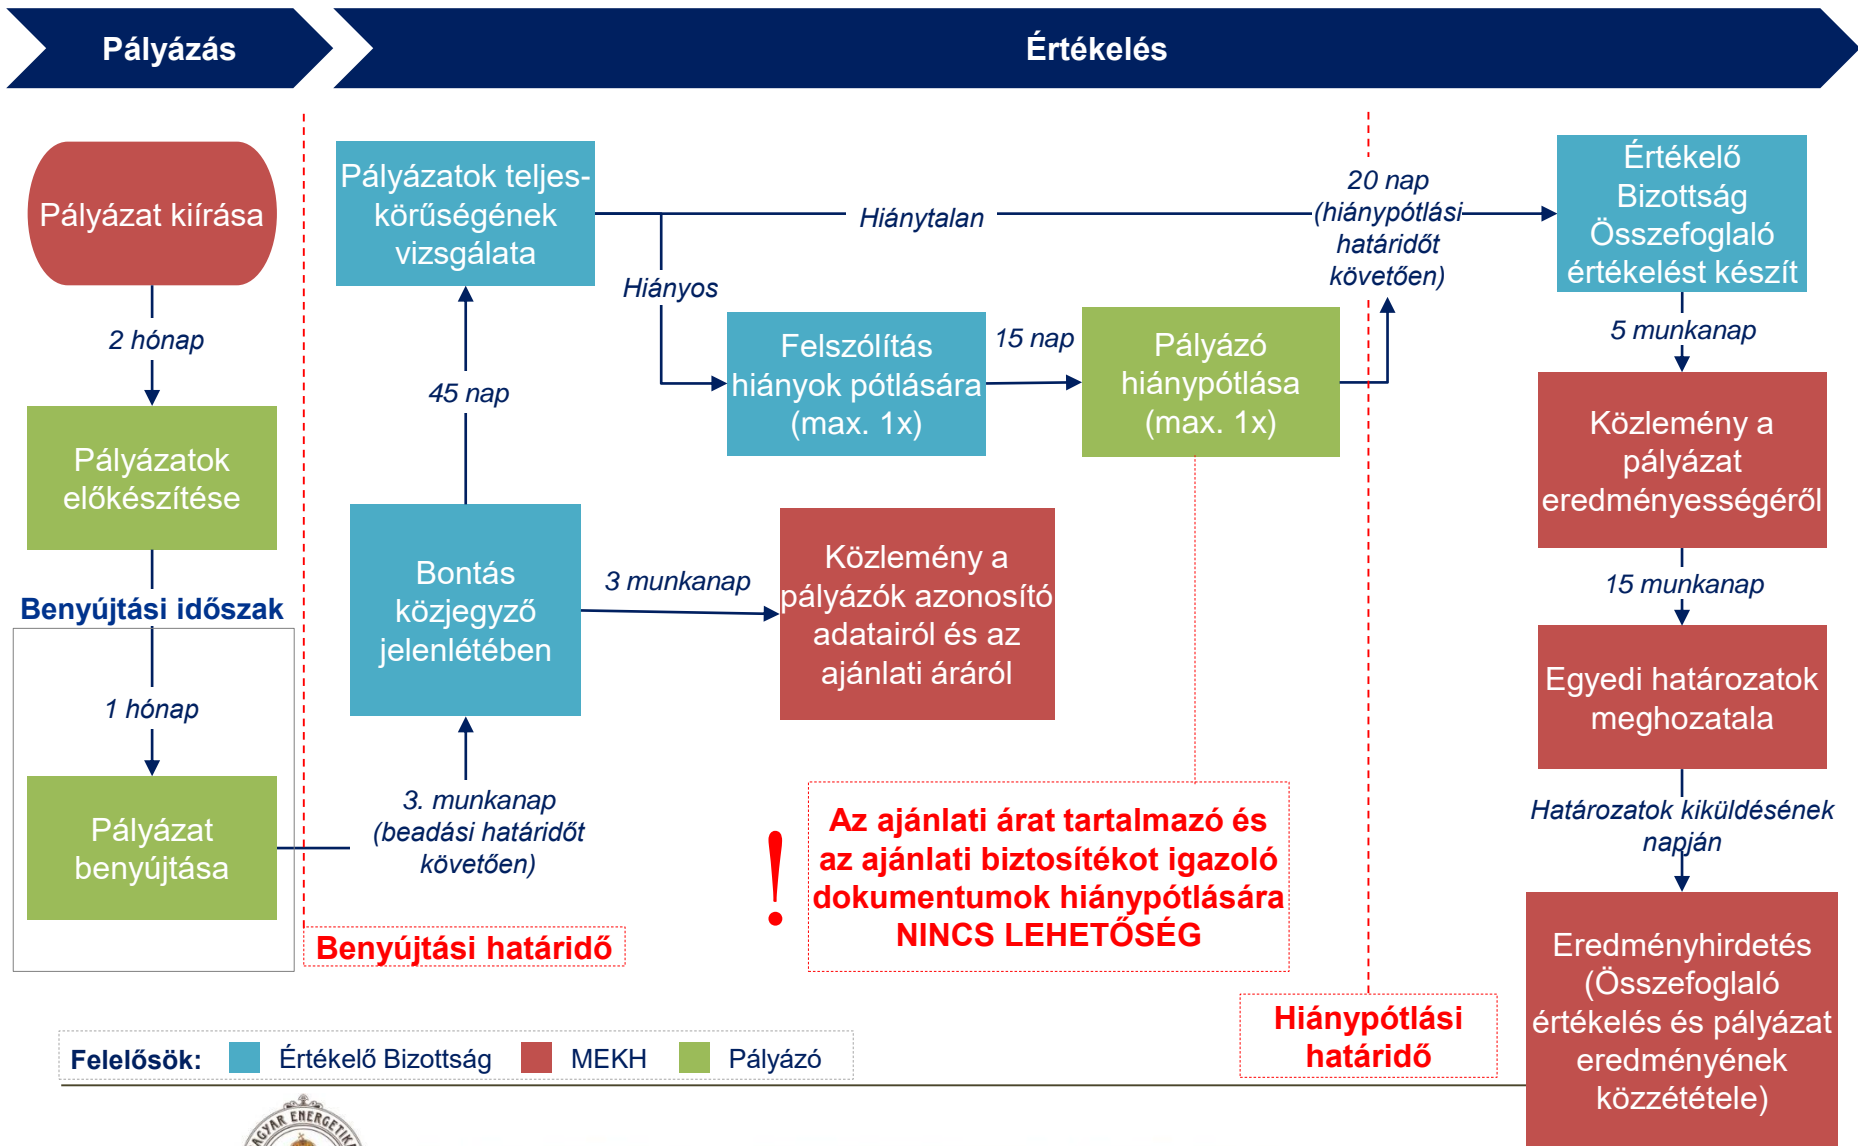 Pályázás
Értékelés
Pályázat kiírása
2 hónap
Pályázatok
előkészítése
Benyújtási időszak
1 hónap
Pályázat
benyújtása
Benyújtási határidő
3. munkanap
(beadási határidőt
követően)
Bontás
közjegyző
jelenlétében
3 munkanap
Közlemény a
pályázók azonosító
adatairól és az
ajánlati áráról
45 nap
Pályázatok teljes-
körűségének
vizsgálata
Hiánytalan
Hiányos
Felszólítás
hiányok pótlására
(max. 1x)
15 nap
Pályázó
hiánypótlása
(max. 1x)
20 nap
(hiánypótlási
határidőt
követően)
!
Az ajánlati árat tartalmazó és
az ajánlati biztosítékot igazoló
dokumentumok hiánypótlására
NINCS LEHETŐSÉG
Hiánypótlási
határidő
Értékelő
Bizottság
Összefoglaló
értékelést készít
5 munkanap
Közlemény a
pályázat
eredményességéről
15 munkanap
Egyedi határozatok
meghozatala
Határozatok kiküldésének
napján
Eredményhirdetés
(Összefoglaló
értékelés és pályázat
eredményének
közzététele)
Felelősök: Értékelő Bizottság MEKH Pályázó
MAGYAR ENERGETIKA